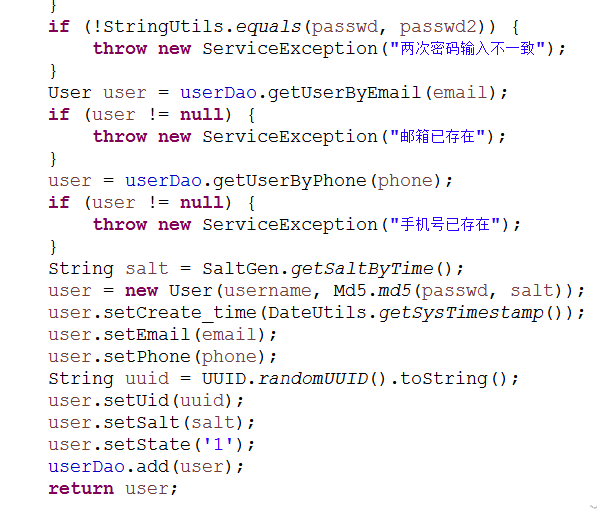 }
if (!StringUtils.equals(passwd, passwd2)) {
throw new ServiceException("两次密码输入不一致");
}
User user = userDao.getUserByEmail(email);
if (user != null) {
throw new ServiceException("邮箱已存在");
}
user = userDao.getUserByPhone(phone);
if (user != null) {
throw new ServiceException("手机号已存在");
}
String salt = SaltGen.getSaltByTime();
user = new User(username, Md5.md5(passwd, salt));
user.setCreate_time(DateUtils.getSysTimestamp());
user.setEmail(email);
user.setPhone(phone);
String uuid = UUID.randomUUID().toString();
user.setUid(uuid);
user.setSalt(salt);
user.setState('1');
userDao.add(user);
return user;